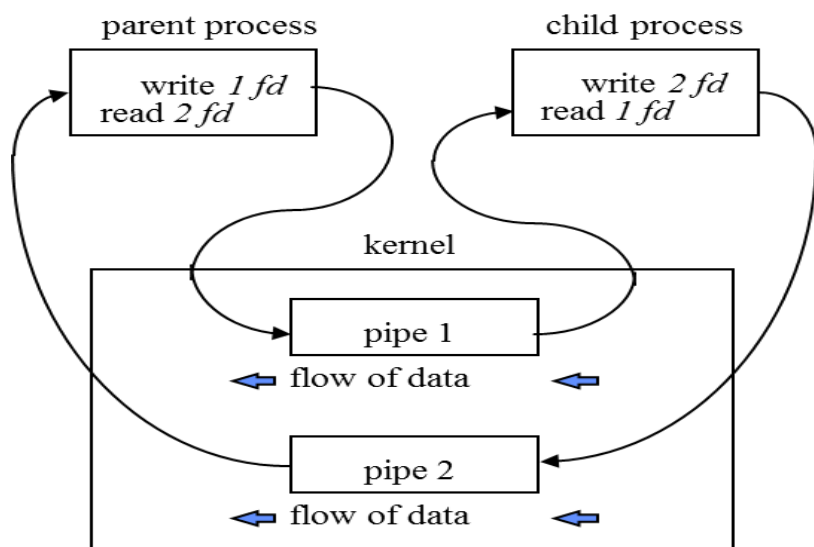 parent process
child process
write 1 fd
read 2 fd
write 2 fd
read 1 fd
kernel
pipe 1
flow of data
pipe 2
flow of data